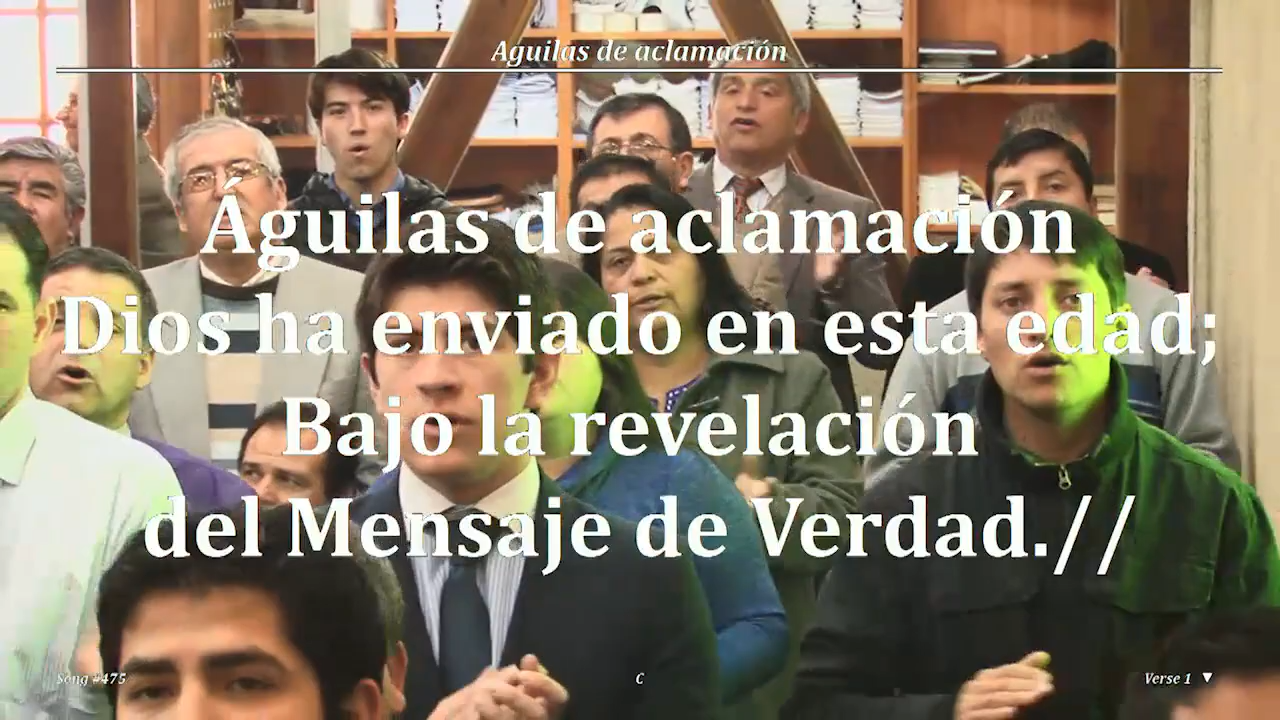 Aguilas de aclamación
Águilas de aclamación
Dios ha enviado en esta edad;
Bajo la revelación
del Mensaje de Verdad.//
Song #475
C
Verse 1 ▼